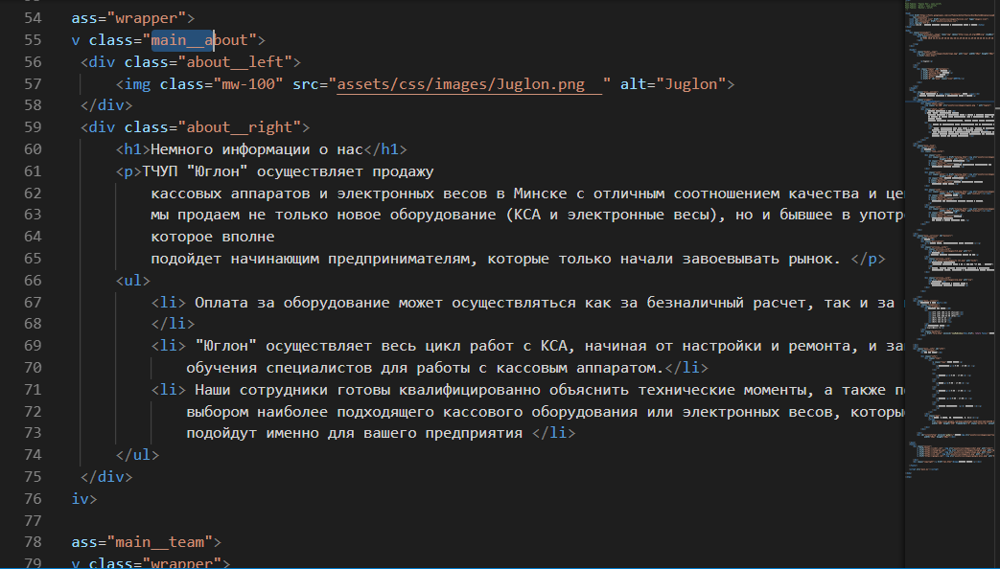 54 ass="wrapper">
55 v class="main__about">
56 <div class="about__left">
57 <img class="mw-100" src="assets/css/images/Juglon.png  " alt="Juglon">
58 </div>
59 <div class="about__right">
60 <h1>Немного информации о нас</h1>
61 <p>ТЧУП "Юглон" осуществляет продажу
62 кассовых аппаратов и электронных весов в Минске с отличным соотношением качества и це
63 мы продаем не только новое оборудование (КСА и электронные весы), но и бывшее в употр
64 которое вполне
65 подойдет начинающим предпринимателям, которые только начали завоевывать рынок. </p>
66 <ul>
67 <li> Оплата за оборудование может осуществляться как за безналичный расчет, так и за
68 </li>
69 <li> "Юглон" осуществляет весь цикл работ с КСА, начиная от настройки и ремонта, и за
70 обучения специалистов для работы с кассовым аппаратом.</li>
71 <li> Наши сотрудники готовы квалифицированно объяснить технические моменты, а также п
72 выбором наиболее подходящего кассового оборудования или электронных весов, которы
73 подойдут именно для вашего предприятия </li>
74 </ul>
75 </div>
76 iv>
77
78 ass="main__team">
79 v class="wrapper">